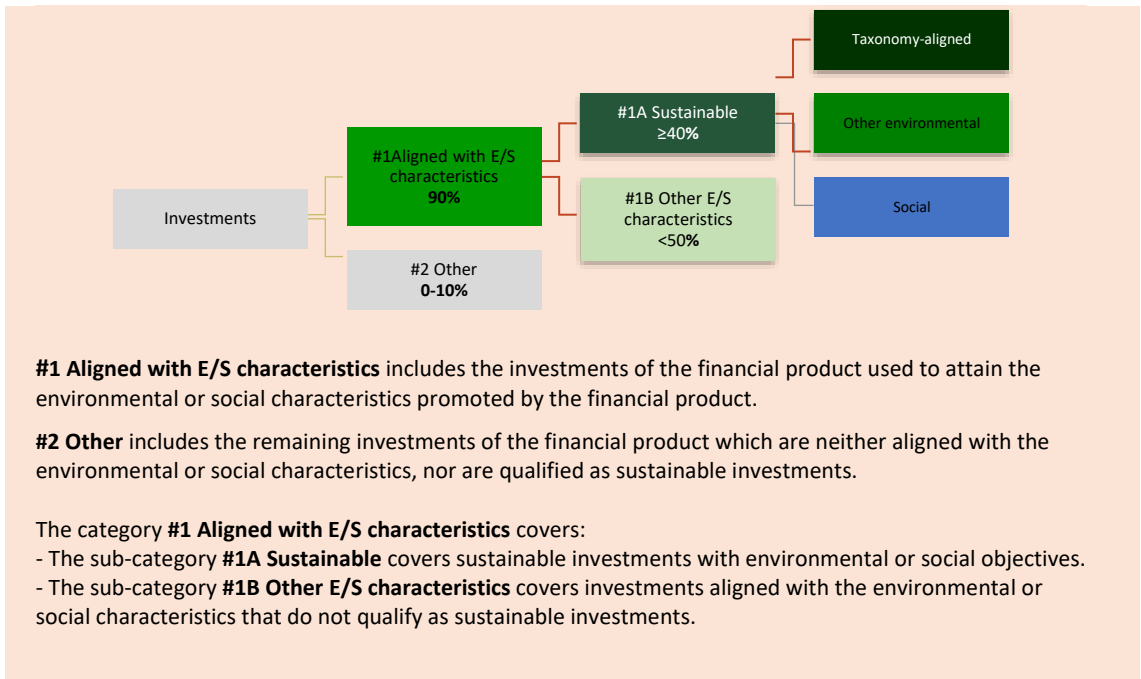 Taxonomy-aligned
#1A Sustainable
≥40%
Other environmental
#1Aligned with E/S
characteristics
90%
#1B Other E/S
characteristics
<50%
Social
Investments
#2 Other
0-10%
#1 Aligned with E/S characteristics includes the investments of the financial product used to attain the
environmental or social characteristics promoted by the financial product.
#2 Other includes the remaining investments of the financial product which are neither aligned with the
environmental or social characteristics, nor are qualified as sustainable investments.
The category #1 Aligned with E/S characteristics covers:
- The sub-category #1A Sustainable covers sustainable investments with environmental or social objectives.
- The sub-category #1B Other E/S characteristics covers investments aligned with the environmental or
social characteristics that do not qualify as sustainable investments.